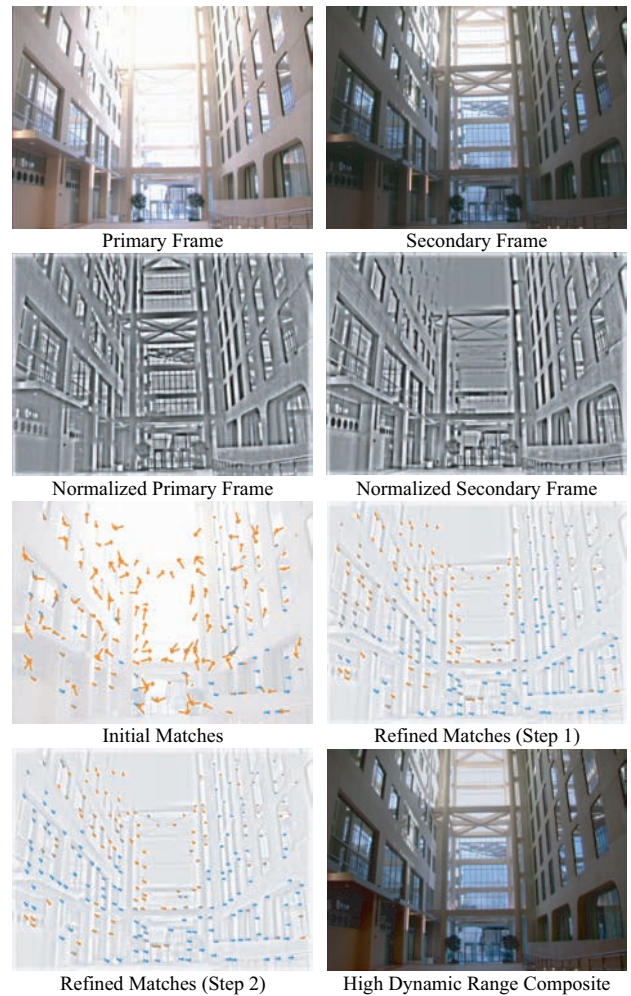 Primary Frame
Secondary Frame
Normalized Primary Frame
Normalized Secondary Frame
Initial Matches
Refined Matches (Step 1)
Refined Matches (Step 2)
High Dynamic Range Composite